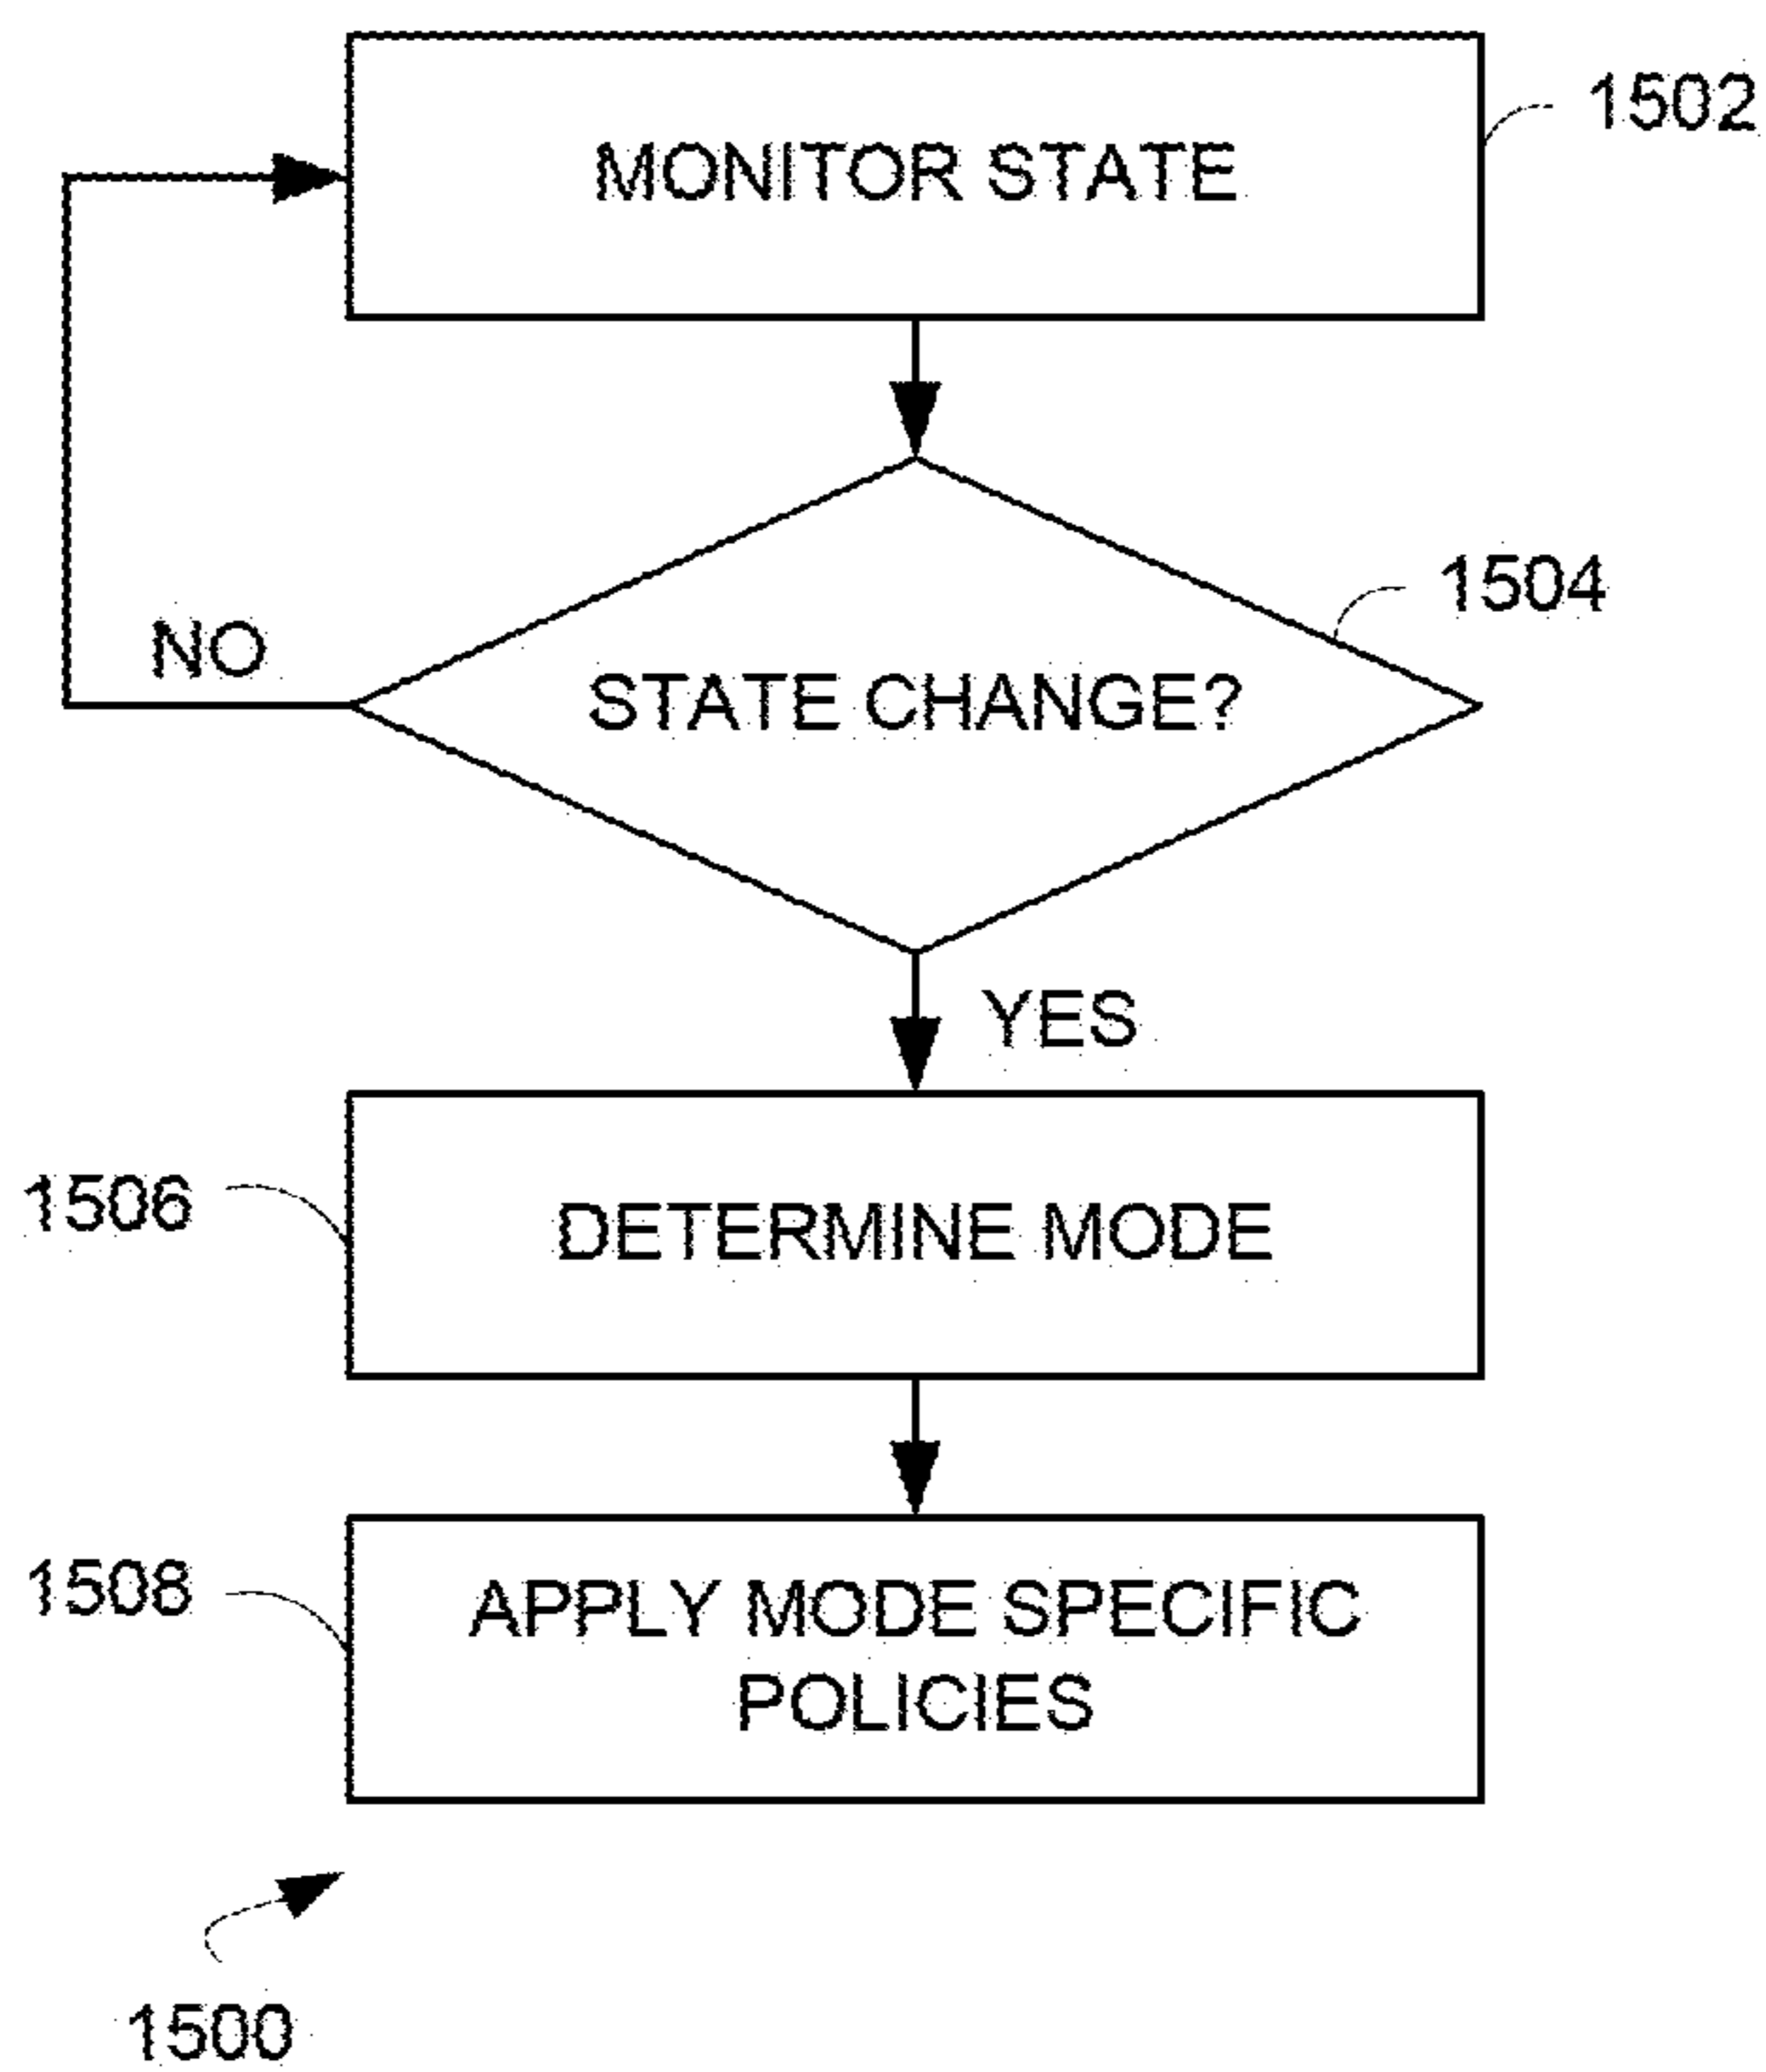 MONITOR STATE
1502
STATE CHANGE?
1504
NO
YES
DETERMINE MODE
1506
APPLY MODE SPECIFIC
POLICIES
1508
1500